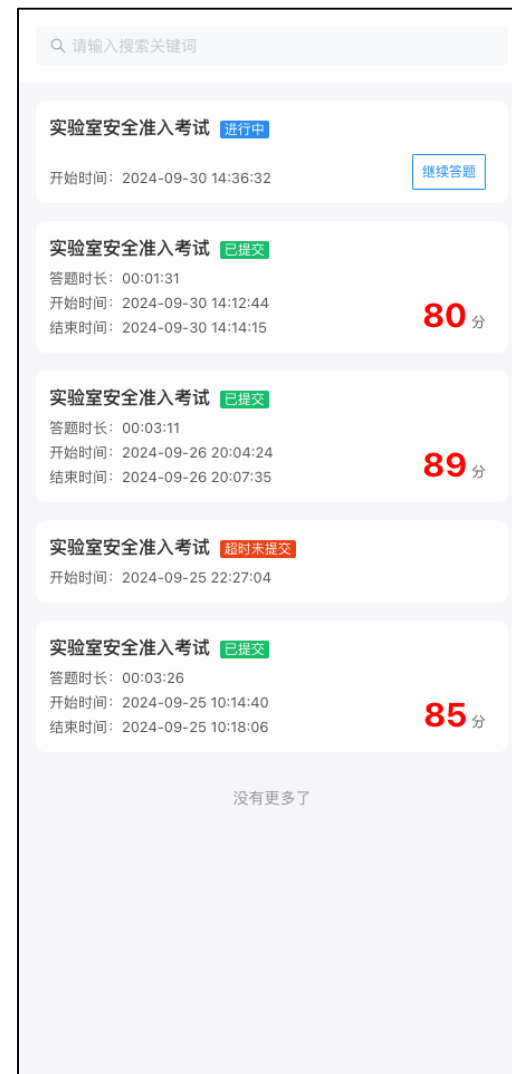 请输入搜索关键词
实验室安全准入考试 进行中
开始时间：2024-09-30 14:36:32
继续答题
实验室安全准入考试 已提交
答题时长：00:01:31
开始时间：2024-09-30 14:12:44
结束时间：2024-09-30 14:14:15
80 分
实验室安全准入考试 已提交
答题时长：00:03:11
开始时间：2024-09-26 20:04:24
结束时间：2024-09-26 20:07:35
89 分
实验室安全准入考试 超时未提交
开始时间：2024-09-25 22:27:04
实验室安全准入考试 已提交
答题时长：00:03:26
开始时间：2024-09-25 10:14:40
结束时间：2024-09-25 10:18:06
85 分
没有更多了